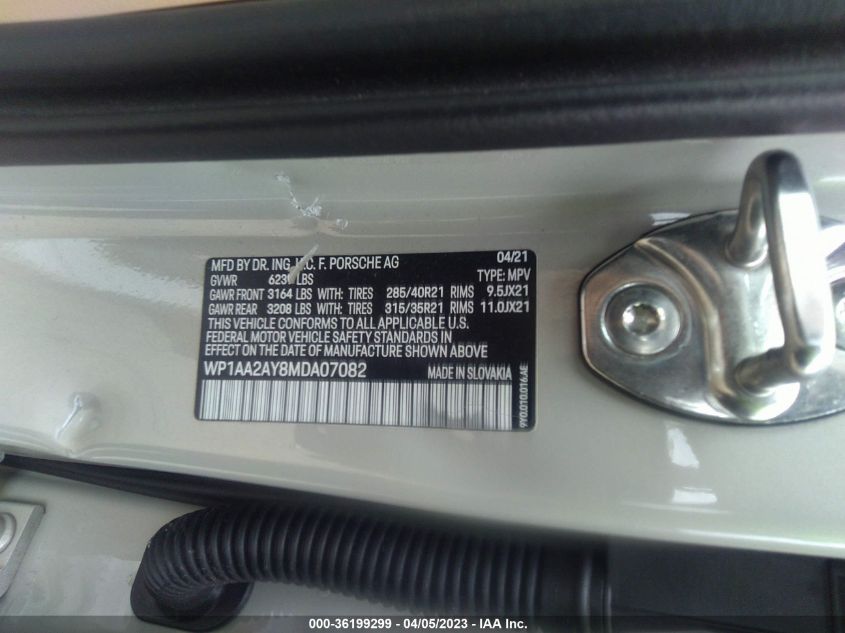 MFD BY DR. ING. H.C. F. PORSCHE AG 04/21
GVWR LBS TYPE: MPV
GAWR FRONT 3164 LBS WITH: TIRES 285/40R21 RIMS 9.5JX21
GAWR REAR 3208 LBS WITH: TIRES 315/35R21 RIMS 11.0JX21
THIS VEHICLE CONFORMS TO ALL APPLICABLE U.S.
FEDERAL MOTOR VEHICLE SAFETY STANDARDS IN
EFFECT ON THE DATE OF MANUFACTURE SHOWN ABOVE
WP1AA2AY8MDA07082 MADE IN SLOVAKIA
9Y0.010.016.AE
000-36199299 - 04/05/2023 - IAA Inc.